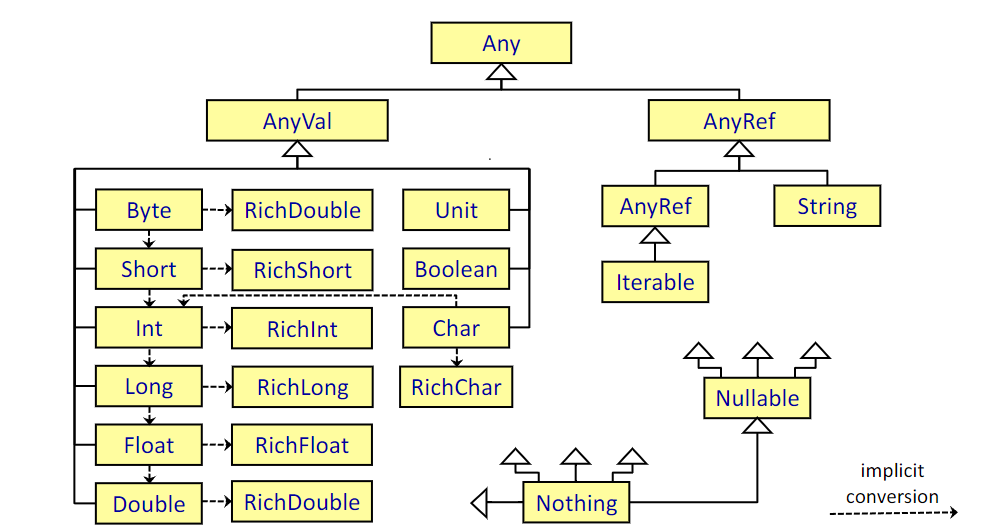 Any
AnyVal
AnyRef
Byte
RichDouble
Unit
AnyRef
String
Short
RichShort
Boolean
Iterable
Int
RichInt
Char
Long
RichLong
RichChar
Nullable
Float
RichFloat
Double
RichDouble
Nothing
implicit
conversion